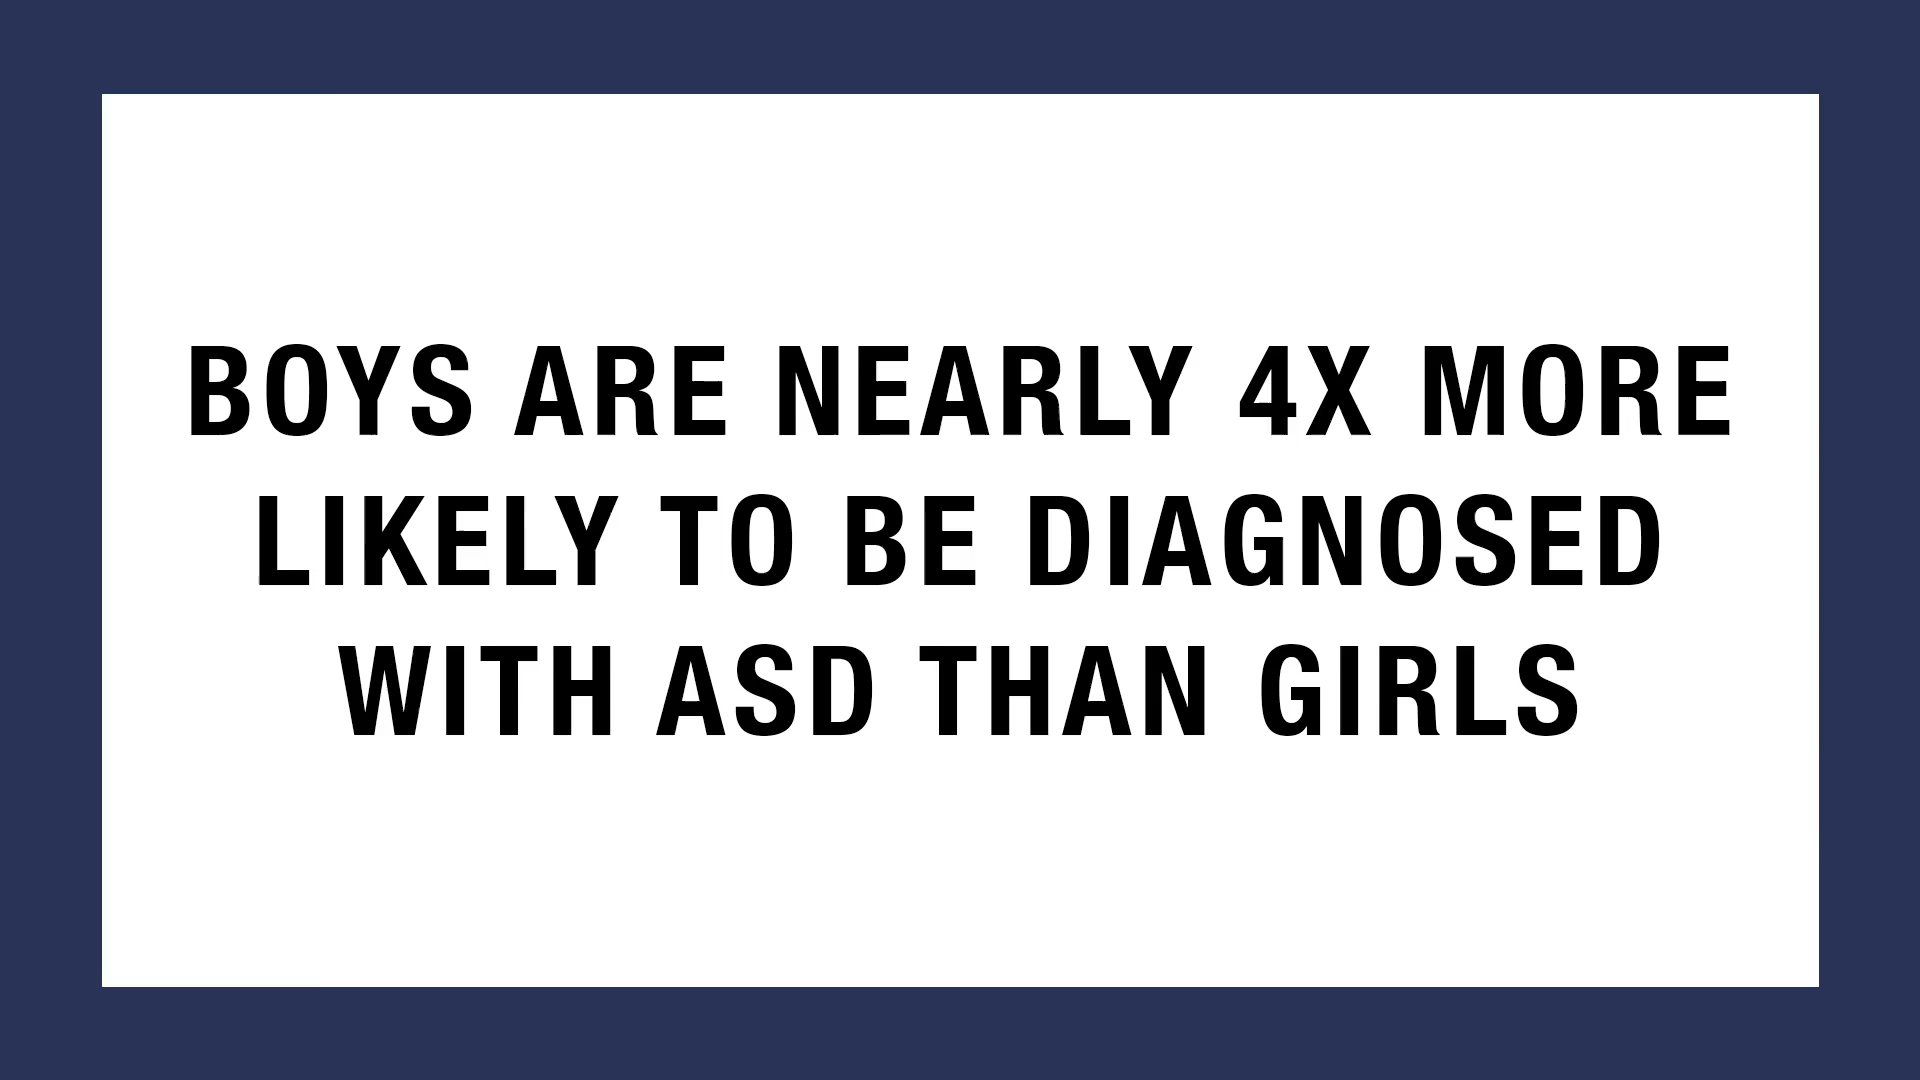 BOYS ARE NEARLY 4X MORE
LIKELY TO BE DIAGNOSED
WITH ASD THAN GIRLS